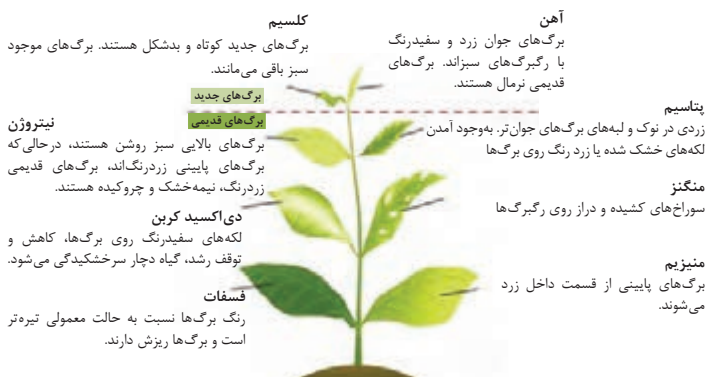 آهن
برگ‌های جوان زرد و سفیدرنگ
با رگبرگ‌های سبزاند. برگ‌های
قدیمی نرمال هستند.
پتاسیم
زردی در نوک و لبه‌های برگ‌های جوان‌تر. به‌وجود آمدن
لکه‌های خشک شده یا زرد رنگ روی برگ‌ها
منگنز
سوراخ‌های کشیده و دراز روی رگبرگ‌ها
منیزیم
برگ‌های پایینی از قسمت داخل زرد
می‌شوند.
کلسیم
برگ‌های جدید کوتاه و بدشکل هستند. برگ‌های موجود
سبز باقی می‌مانند.
برگ‌های جدید
برگ‌های قدیمی
نیتروژن
برگ‌های بالایی سبز روشن هستند، درحالی‌که
برگ‌های پایینی زردرنگ‌اند، برگ‌های قدیمی
زردرنگ، نیمه‌خشک و چروکیده هستند.
دی‌اکسید کربن
لکه‌های سفیدرنگ روی برگ‌ها، کاهش و
توقف رشد، گیاه دچار سرخشکیدگی می‌شود.
فسفات
رنگ برگ‌ها نسبت به حالت معمولی تیره‌تر
است و برگ‌ها ریزش دارند.